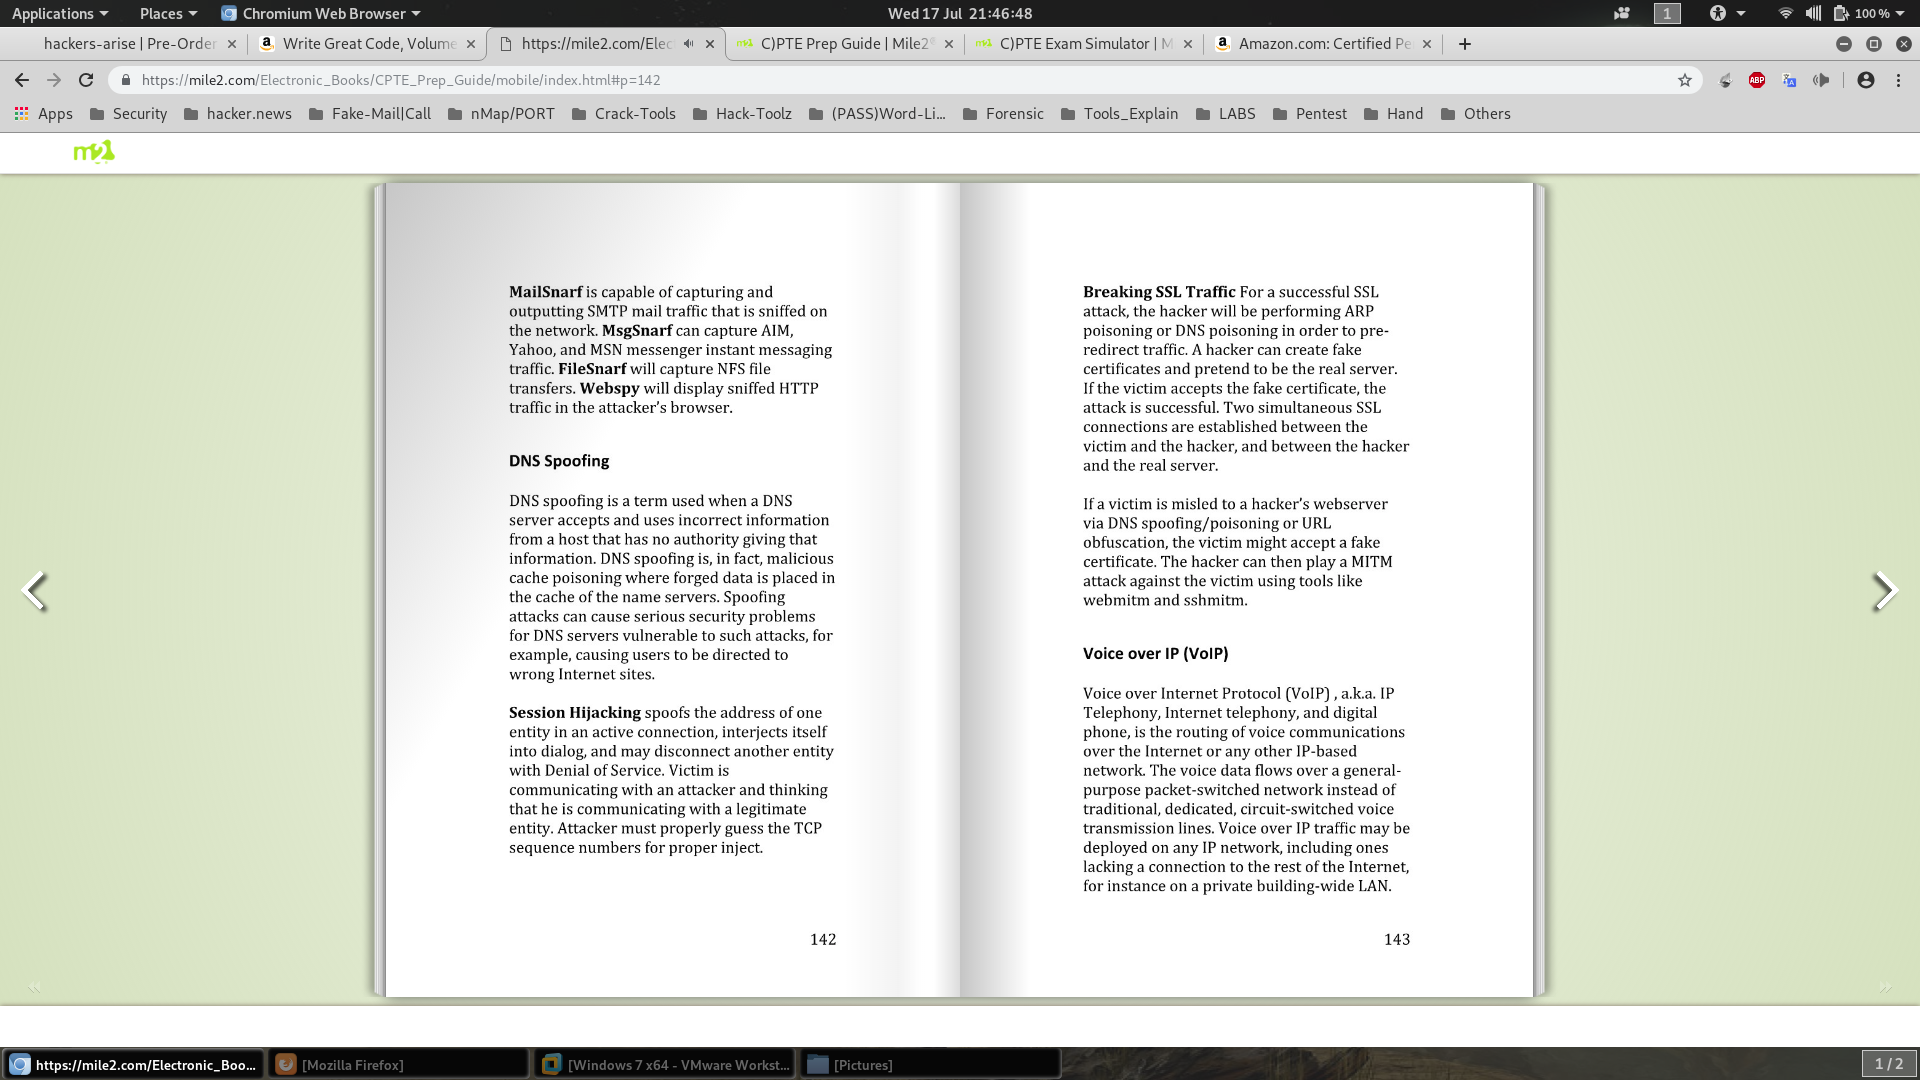 Applications Places Chromium Web Browser Wed 17 Jul 21:46:48 1 100 %
hackers-arise | Pre-Order Write Great Code, Volume https://mile2.com/Elec C)PTE Prep Guide | Mile2 C)PTE Exam Simulator | M Amazon.com: Certified Pe
https://mile2.com/Electronic_Books/CPTE_Prep_Guide/mobile/index.html#p=142 ABP
Apps Security hacker.news Fake-Mail|Call nMap/PORT Crack-Tools Hack-Toolz (PASS)Word-Li... Forensic Tools_Explain LABS Pentest Hand Others
m2
MailSnarf is capable of capturing and
outputting SMTP mail traffic that is sniffed on
the network. MsgSnarf can capture AIM,
Yahoo, and MSN messenger instant messaging
traffic. FileSnarf will capture NFS file
transfers. Webspy will display sniffed HTTP
traffic in the attacker's browser.
DNS Spoofing
DNS spoofing is a term used when a DNS
server accepts and uses incorrect information
from a host that has no authority giving that
information. DNS spoofing is, in fact, malicious
cache poisoning where forged data is placed in
the cache of the name servers. Spoofing
attacks can cause serious security problems
for DNS servers vulnerable to such attacks, for
example, causing users to be directed to
wrong Internet sites.
Session Hijacking spoofs the address of one
entity in an active connection, interjects itself
into dialog, and may disconnect another entity
with Denial of Service. Victim is
communicating with an attacker and thinking
that he is communicating with a legitimate
entity. Attacker must properly guess the TCP
sequence numbers for proper inject.
142
Breaking SSL Traffic For a successful SSL
attack, the hacker will be performing ARP
poisoning or DNS poisoning in order to pre-
redirect traffic. A hacker can create fake
certificates and pretend to be the real server.
If the victim accepts the fake certificate, the
attack is successful. Two simultaneous SSL
connections are established between the
victim and the hacker, and between the hacker
and the real server.
If a victim is misled to a hacker's webserver
via DNS spoofing/poisoning or URL
obfuscation, the victim might accept a fake
certificate. The hacker can then play a MITM
attack against the victim using tools like
webmitm and sshmitm.
Voice over IP (VoIP)
Voice over Internet Protocol (VoIP) , a.k.a. IP
Telephony, Internet telephony, and digital
phone, is the routing of voice communications
over the Internet or any other IP-based
network. The voice data flows over a general-
purpose packet-switched network instead of
traditional, dedicated, circuit-switched voice
transmission lines. Voice over IP traffic may be
deployed on any IP network, including ones
lacking a connection to the rest of the Internet,
for instance on a private building-wide LAN.
143
https://mile2.com/Electronic_Boo... [Mozilla Firefox] [Windows 7 x64 - VMware Workst... [Pictures] 1 / 2